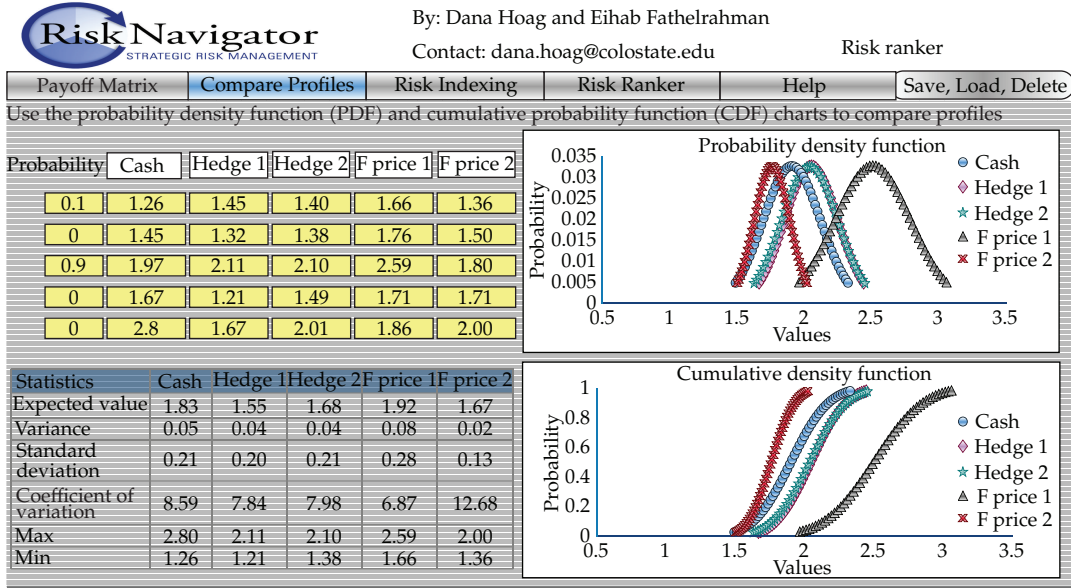 Risk Navigator
STRATEGIC RISK MANAGEMENT
By: Dana Hoag and Eihab Fathelrahman
Contact: dana.hoag@colostate.edu
Risk ranker
Payoff Matrix Compare Profiles Risk Indexing Risk Ranker Help Save, Load, Delete
Use the probability density function (PDF) and cumulative probability function (CDF) charts to compare profiles
Probability Cash Hedge 1 Hedge 2 F price 1 F price 2
0.1 1.26 1.45 1.40 1.66 1.36
0 1.45 1.32 1.38 1.76 1.50
0.9 1.97 2.11 2.10 2.59 1.80
0 1.67 1.21 1.49 1.71 1.71
0 2.8 1.67 2.01 1.86 2.00
Probability density function
Probability
0.035
0.03
0.025
0.02
0.015
0.01
0.005
0
0.5 1 1.5 2 2.5 3 3.5
Values
Cash
Hedge 1
Hedge 2
F price 1
F price 2
Statistics Cash Hedge 1 Hedge 2 F price 1 F price 2
Expected value 1.83 1.55 1.68 1.92 1.67
Variance 0.05 0.04 0.04 0.08 0.02
Standard
deviation 0.21 0.20 0.21 0.28 0.13
Coefficient of
variation 8.59 7.84 7.98 6.87 12.68
Max 2.80 2.11 2.10 2.59 2.00
Min 1.26 1.21 1.38 1.66 1.36
Cumulative density function
Probability
1
0.8
0.6
0.4
0.2
0
0.5 1 1.5 2 2.5 3 3.5
Values
Cash
Hedge 1
Hedge 2
F price 1
F price 2